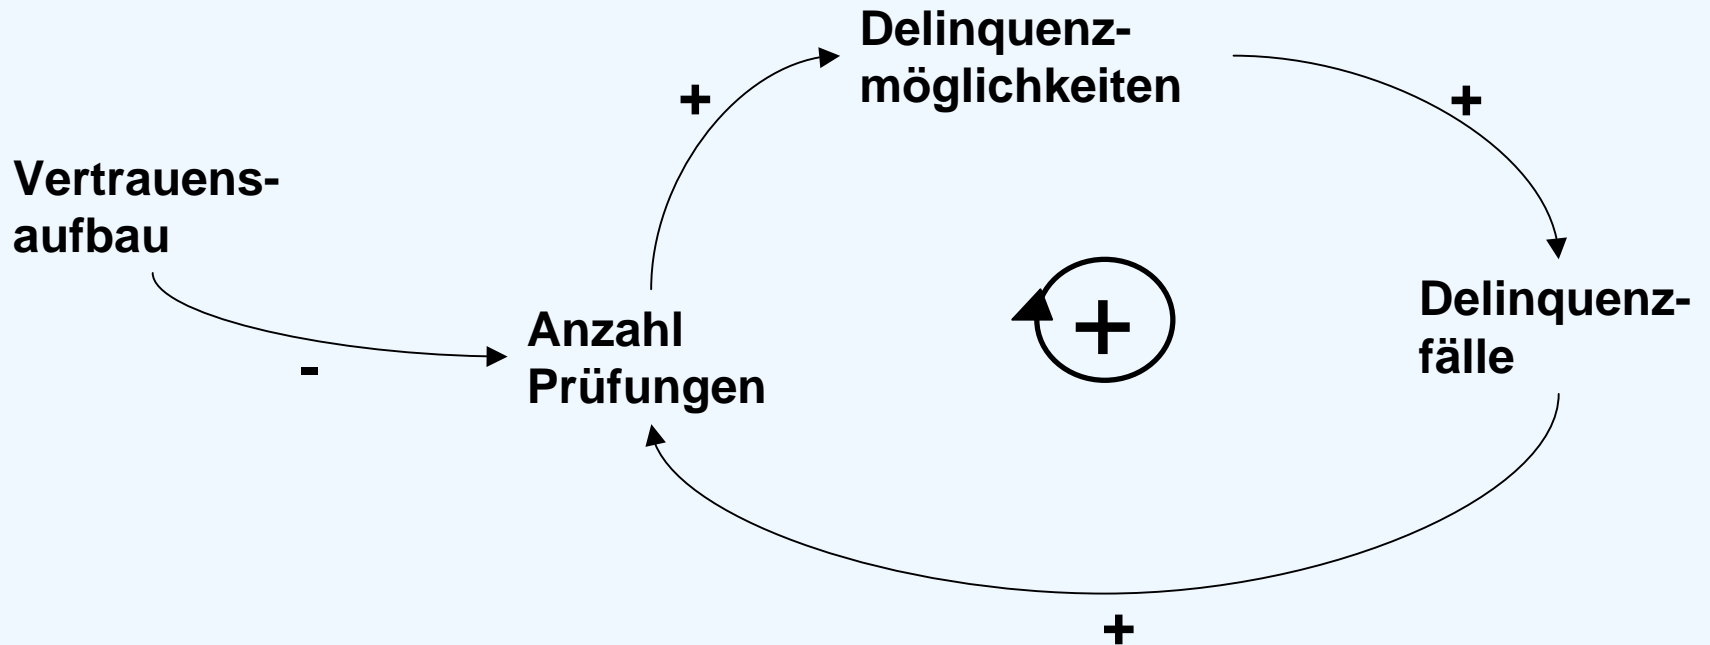 Delinquenz-
möglichkeiten
+
+
Vertrauens-
aufbau
-
Anzahl
Prüfungen
+
Delinquenz-
fälle
+